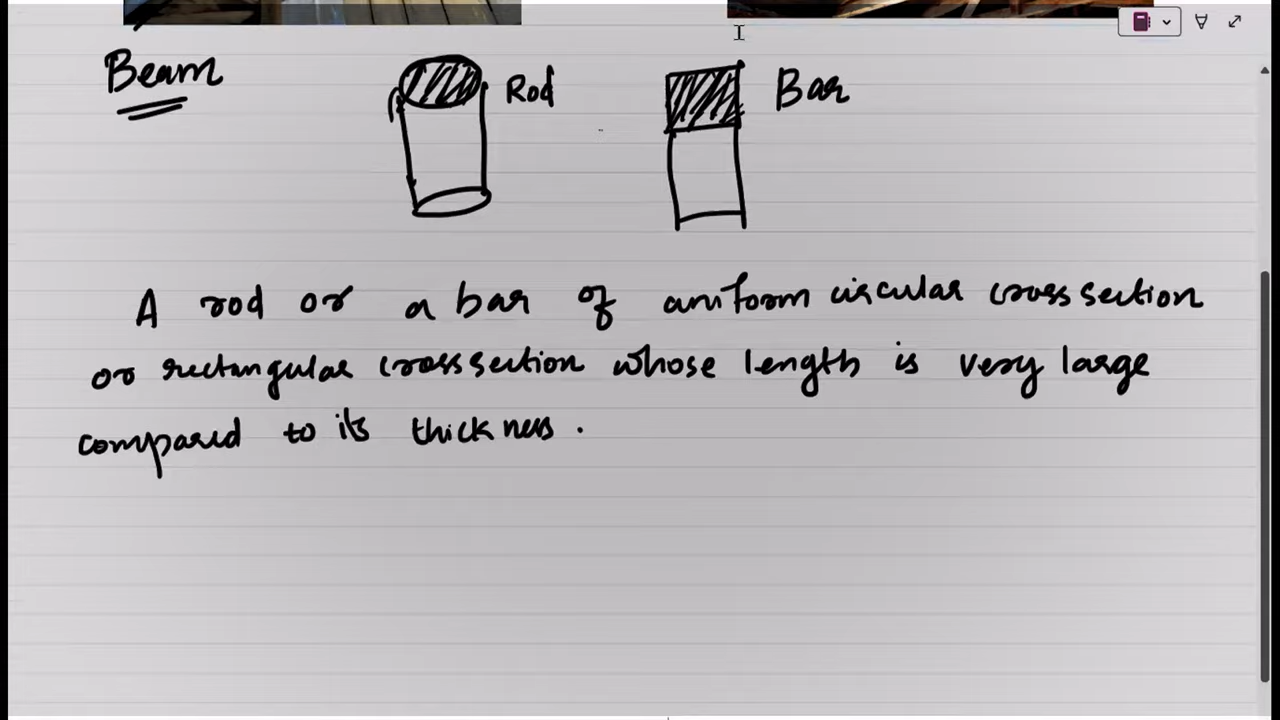 Beam
Rod
Bar
A rod or a bar of uniform circular cross section
or rectangular cross section whose length is very large
compared to its thickness.